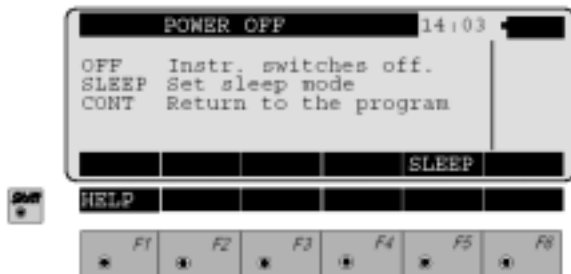 POWER OFF 14:03
OFF Instr. switches off.
SLEEP Set sleep mode
CONT Return to the program
SLEEP
HELP
F1 F2 F3 F4 F5 F6